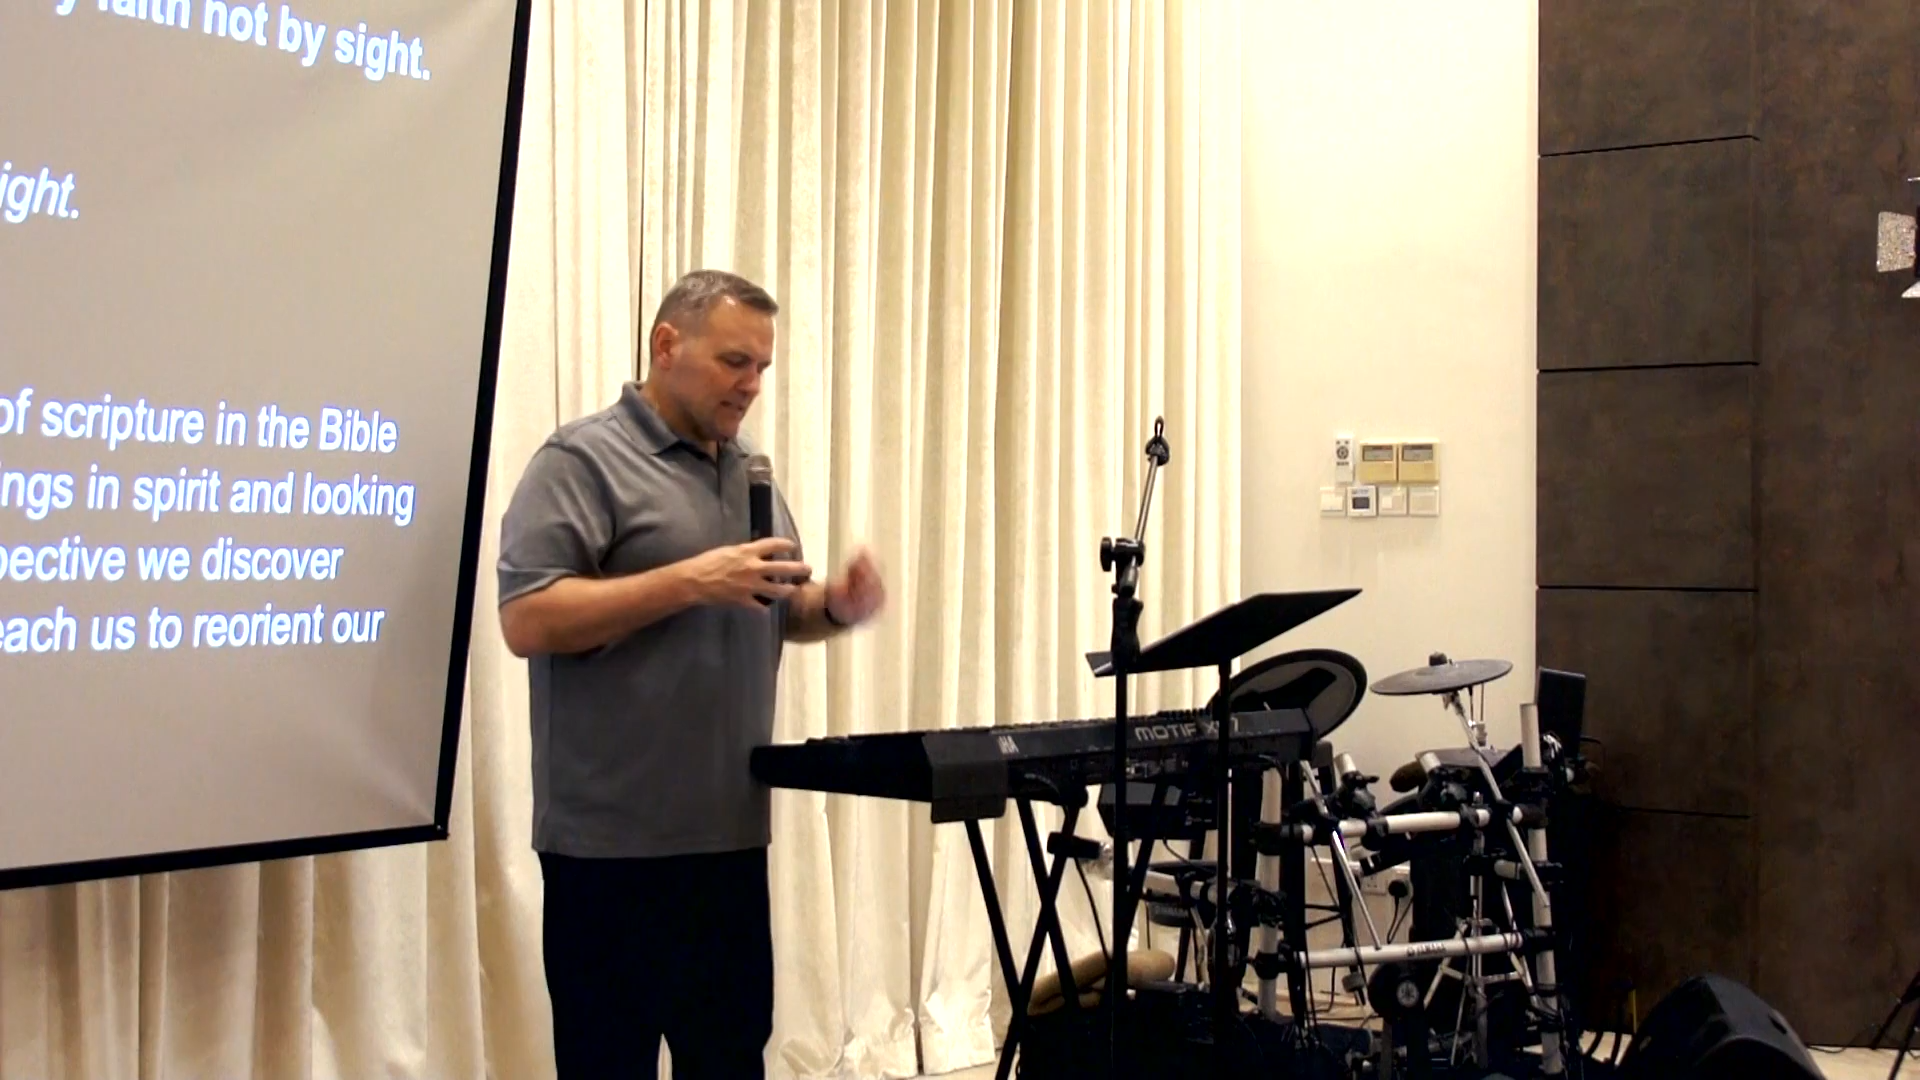 faith not by sight.
ight.
of scripture in the Bible
ings in spirit and looking
pective we discover
each us to reorient our
MOTIF
YAMAHA